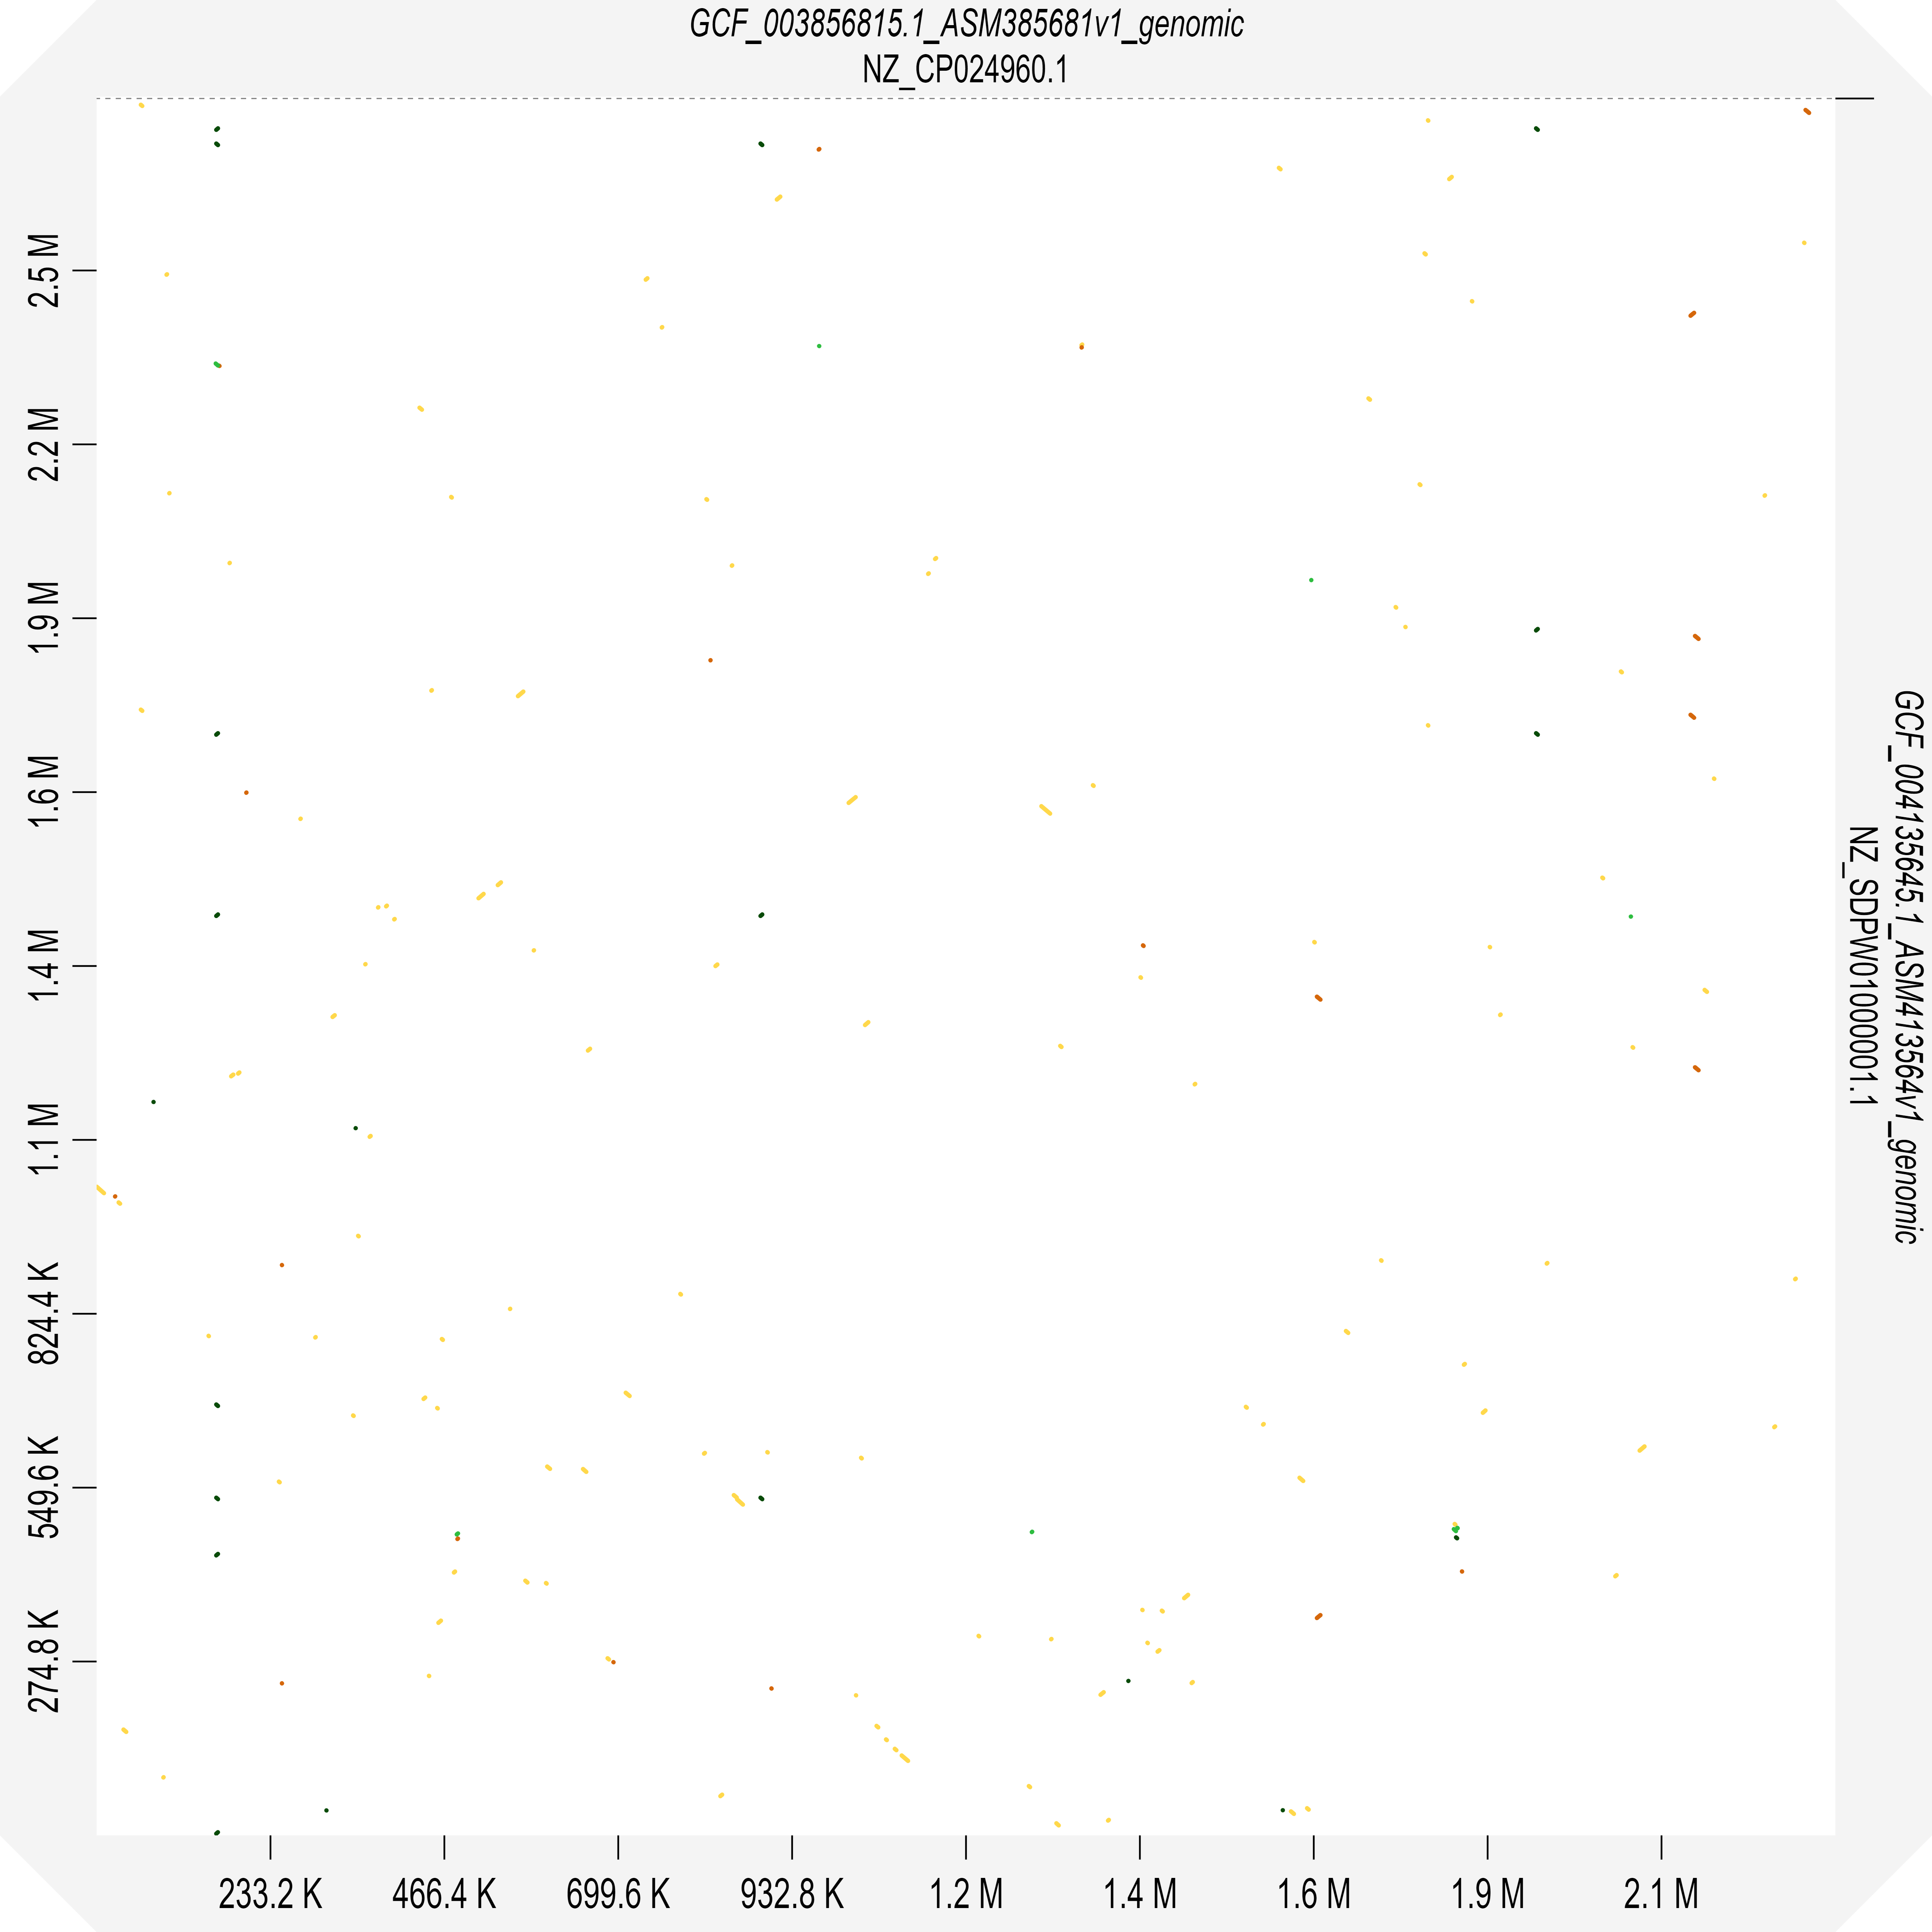 GCF_003856815.1_ASM385681v1_genomic
NZ_CP024960.1
2.5 M
2.2 M
1.9 M
1.6 M
1.4 M
1.1 M
824.4 K
549.6 K
274.8 K
GCF_004135645.1_ASM413564v1_genomic
NZ_SDPW01000001.1
233.2 K
466.4 K
699.6 K
932.8 K
1.2 M
1.4 M
1.6 M
1.9 M
2.1 M